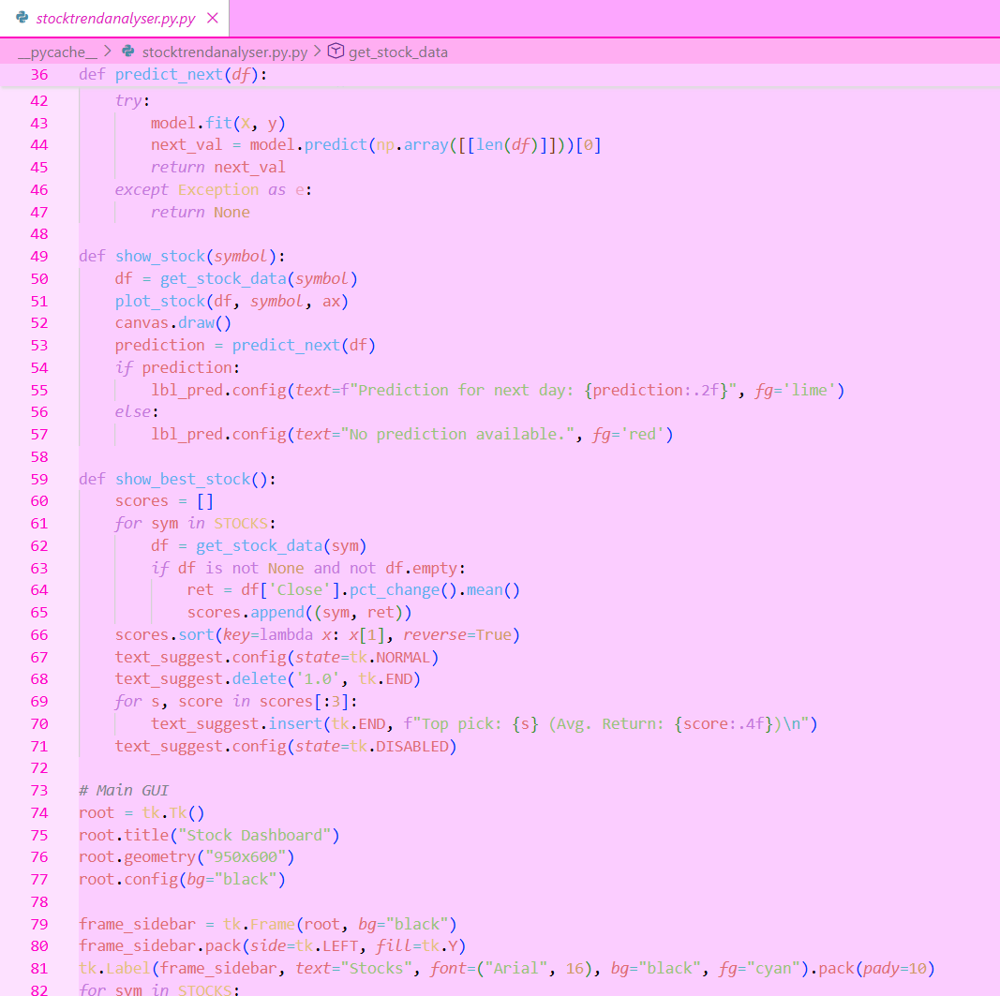 stocktrendanalyser.py.py
__pycache__ > stocktrendanalyser.py.py > get_stock_data
36 def predict_next(df):
42     try:
43         model.fit(X, y)
44         next_val = model.predict(np.array([[len(df)]]))[0]
45         return next_val
46     except Exception as e:
47         return None
48
49 def show_stock(symbol):
50     df = get_stock_data(symbol)
51     plot_stock(df, symbol, ax)
52     canvas.draw()
53     prediction = predict_next(df)
54     if prediction:
55         lbl_pred.config(text=f"Prediction for next day: {prediction:.2f}", fg='lime')
56     else:
57         lbl_pred.config(text="No prediction available.", fg='red')
58
59 def show_best_stock():
60     scores = []
61     for sym in STOCKS:
62         df = get_stock_data(sym)
63         if df is not None and not df.empty:
64             ret = df['Close'].pct_change().mean()
65             scores.append((sym, ret))
66     scores.sort(key=lambda x: x[1], reverse=True)
67     text_suggest.config(state=tk.NORMAL)
68     text_suggest.delete('1.0', tk.END)
69     for s, score in scores[:3]:
70         text_suggest.insert(tk.END, f"Top pick: {s} (Avg. Return: {score:.4f})\n")
71     text_suggest.config(state=tk.DISABLED)
72
73 # Main GUI
74 root = tk.Tk()
75 root.title("Stock Dashboard")
76 root.geometry("950x600")
77 root.config(bg="black")
78
79 frame_sidebar = tk.Frame(root, bg="black")
80 frame_sidebar.pack(side=tk.LEFT, fill=tk.Y)
81 tk.Label(frame_sidebar, text="Stocks", font=("Arial", 16), bg="black", fg="cyan").pack(pady=10)
82 for sym in STOCKS: